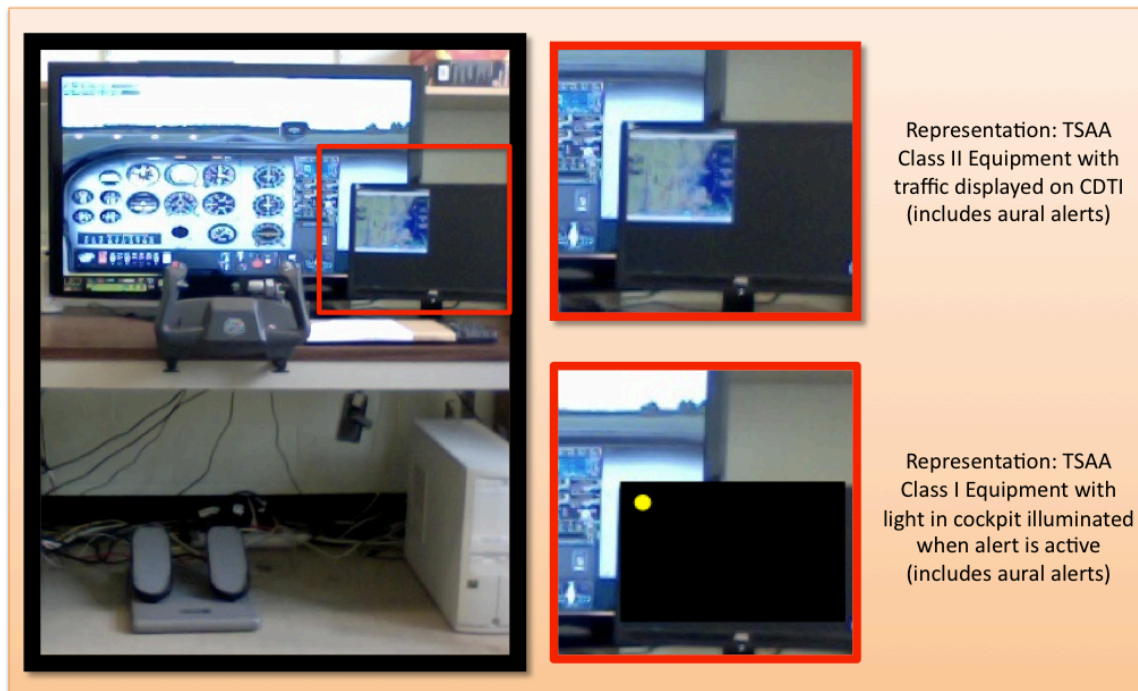 Representation: TSAA
Class II Equipment with
traffic displayed on CDTI
(includes aural alerts)
Representation: TSAA
Class I Equipment with
light in cockpit illuminated
when alert is active
(includes aural alerts)